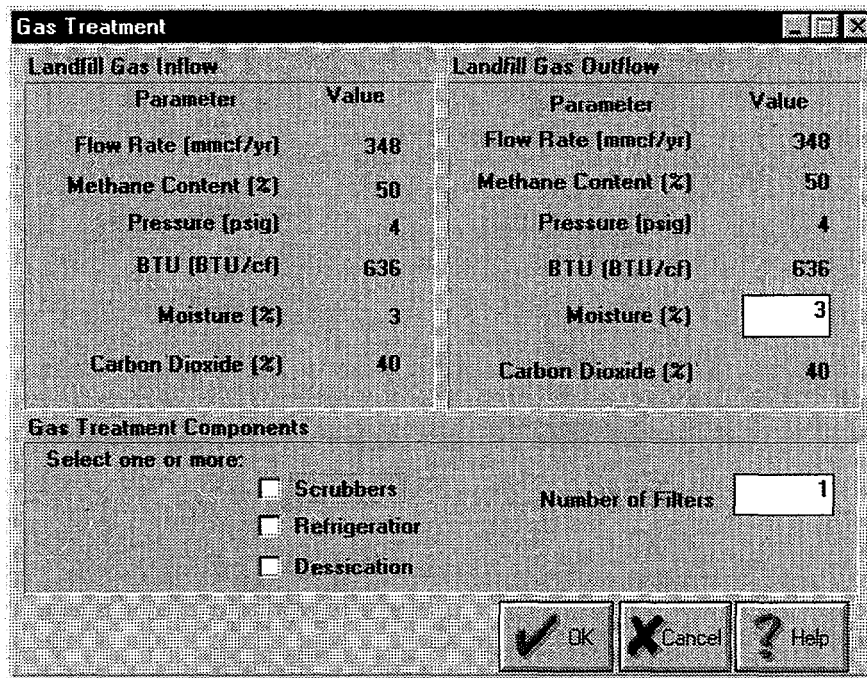 Gas Treatment
Landfill Gas Inflow
Parameter Value
Flow Rate (mmcf/yr) 348
Methane Content (%) 50
Pressure (psig) 4
BTU (BTU/cf) 636
Moisture (%) 3
Carbon Dioxide (%) 40
Landfill Gas Outflow
Parameter Value
Flow Rate (mmcf/yr) 348
Methane Content (%) 50
Pressure (psig) 4
BTU (BTU/cf) 636
Moisture (%) 3
Carbon Dioxide (%) 40
Gas Treatment Components
Select one or more:
Scrubbers
Refrigeratior
Dessication
Number of Filters 1
OK Cancel Help